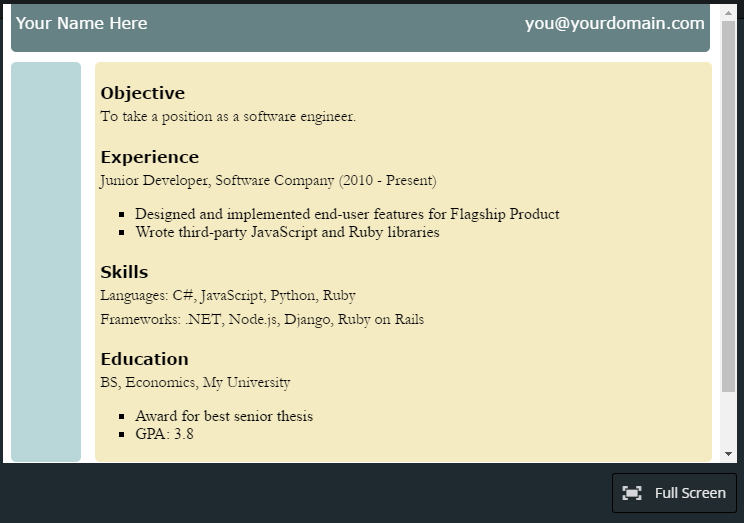 Your Name Here you@yourdomain.com
Objective
To take a position as a software engineer.
Experience
Junior Developer, Software Company (2010 - Present)
Designed and implemented end-user features for Flagship Product
Wrote third-party JavaScript and Ruby libraries
Skills
Languages: C#, JavaScript, Python, Ruby
Frameworks: .NET, Node.js, Django, Ruby on Rails
Education
BS, Economics, My University
Award for best senior thesis
GPA: 3.8
Full Screen